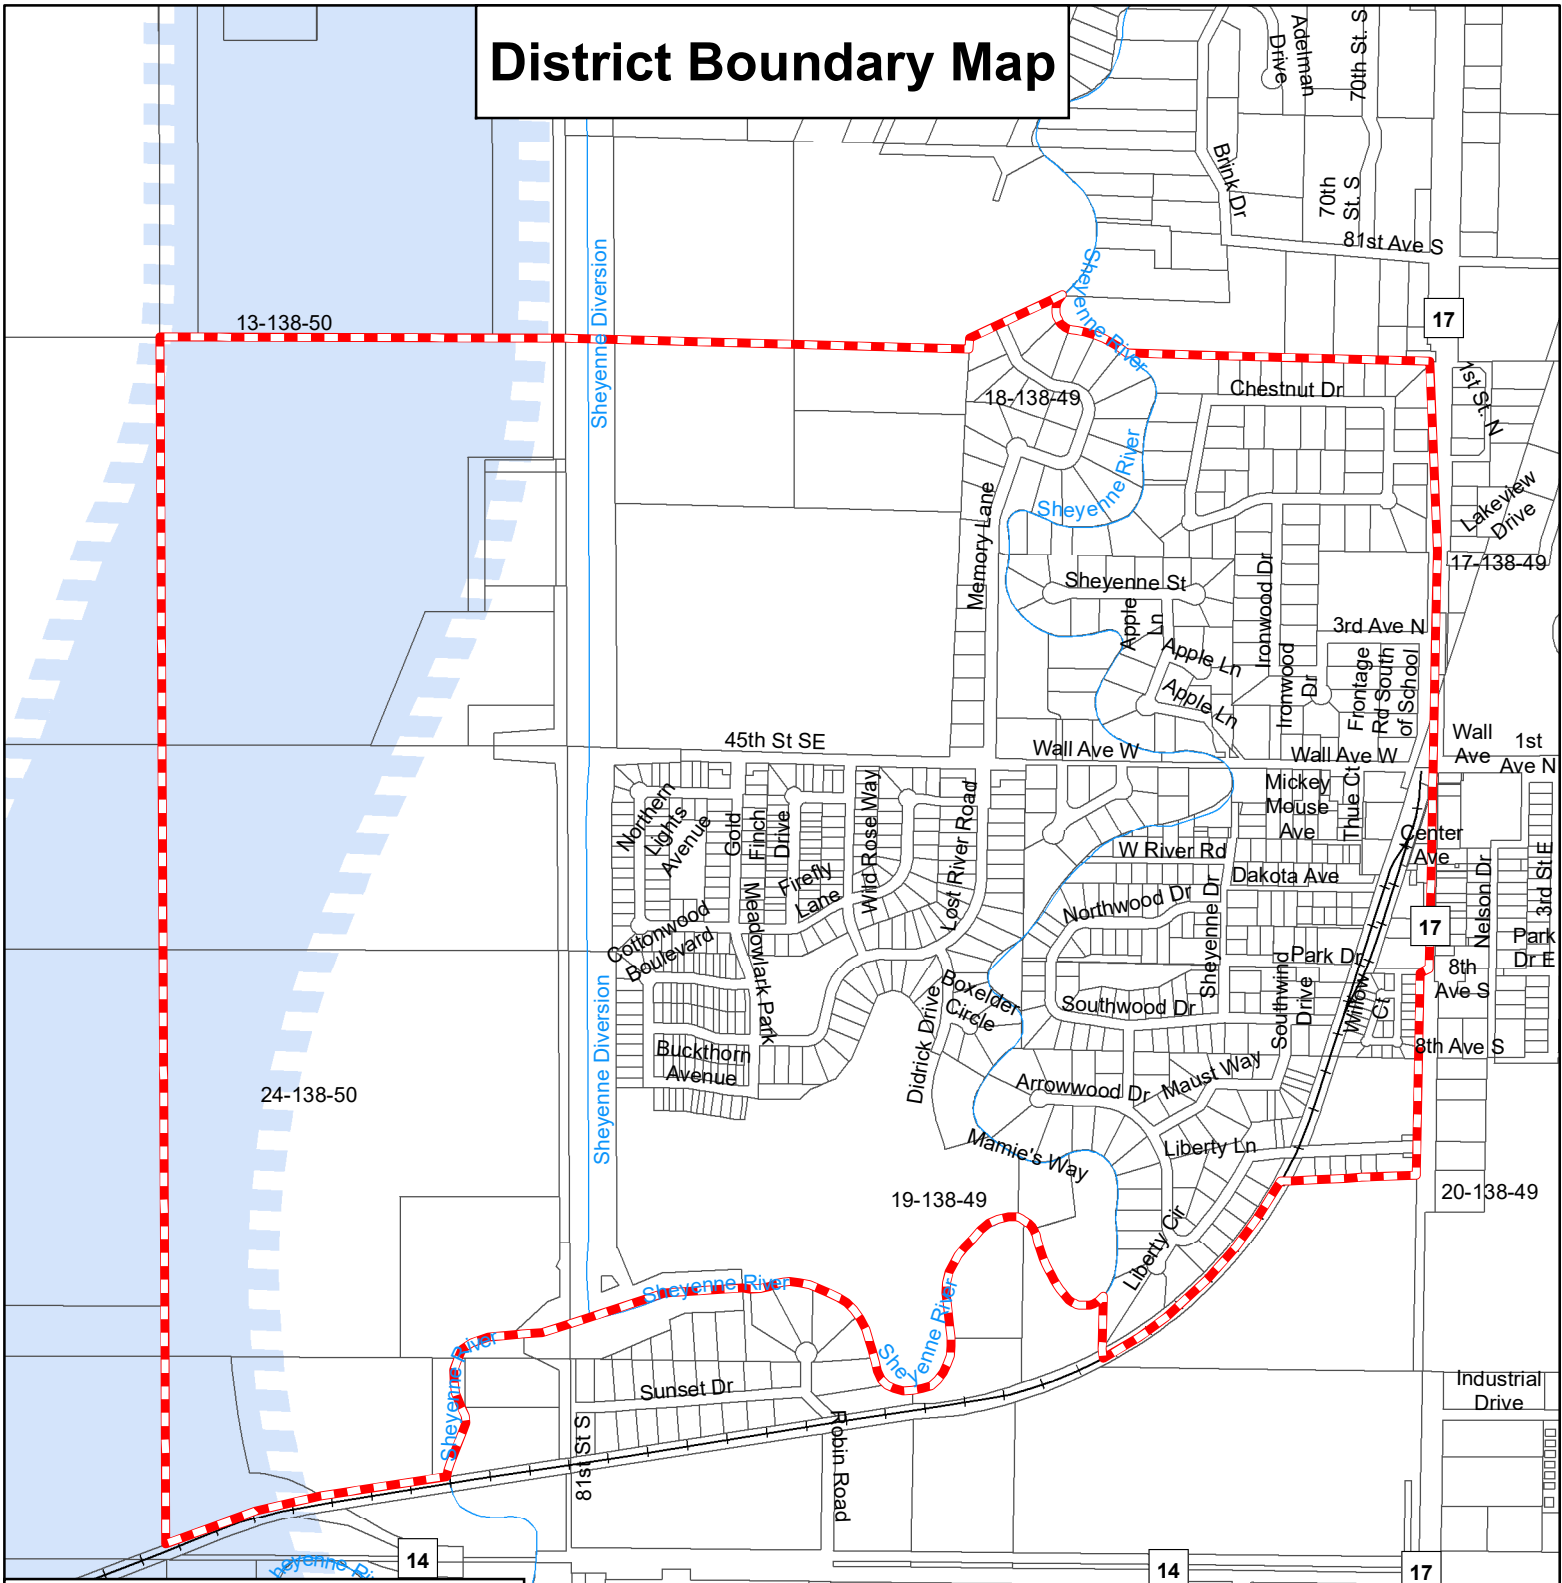 District Boundary Map
Adelman
Drive
70th St. S
Brink Dr
70th
St. S
81st Ave S
Sheyenne Diversion
Sheyenne River
17
13-138-50
18-138-49
Chestnut Dr
1st St. N
Sheyenne River
Sheyenne River
Lakeview
Drive
17-138-49
Memory Lane
Sheyenne St
Apple
Ln
Apple Ln
Apple Ln
Ironwood Dr
Ironwood
Dr
3rd Ave N
Frontage
Rd South
of School
45th St SE
Wall Ave W
Wall Ave W
Wall
Ave
1st
Ave N
Northern
Lights
Avenue
Gold
Finch
Drive
Wild Rose Way
Lost River Road
Mickey
Mouse
Ave
Thue Ct
Center
Ave
W River Rd
Dakota Ave
Firefly
Lane
Meadowlark Park
Northwood Dr
Sheyenne Dr
Nelson Dr
3rd St E
Cottonwood
Boulevard
17
Park Dr
Park
Dr E
8th
Ave S
Sheyenne Diversion
Boxelder
Circle
Southwood Dr
Southwind
Drive
Willow
Ct
Didrick Drive
Buckthorn
Avenue
8th Ave S
24-138-50
Arrowwood Dr
Maust Way
Mamie's Way
Liberty Ln
19-138-49
20-138-49
Liberty Cir
Sheyenne River
Sheyenne River
Sheyenne River
Sheyenne River
Sunset Dr
Industrial
Drive
81st St S
Robin Road
14
14
17
heyenne Ri